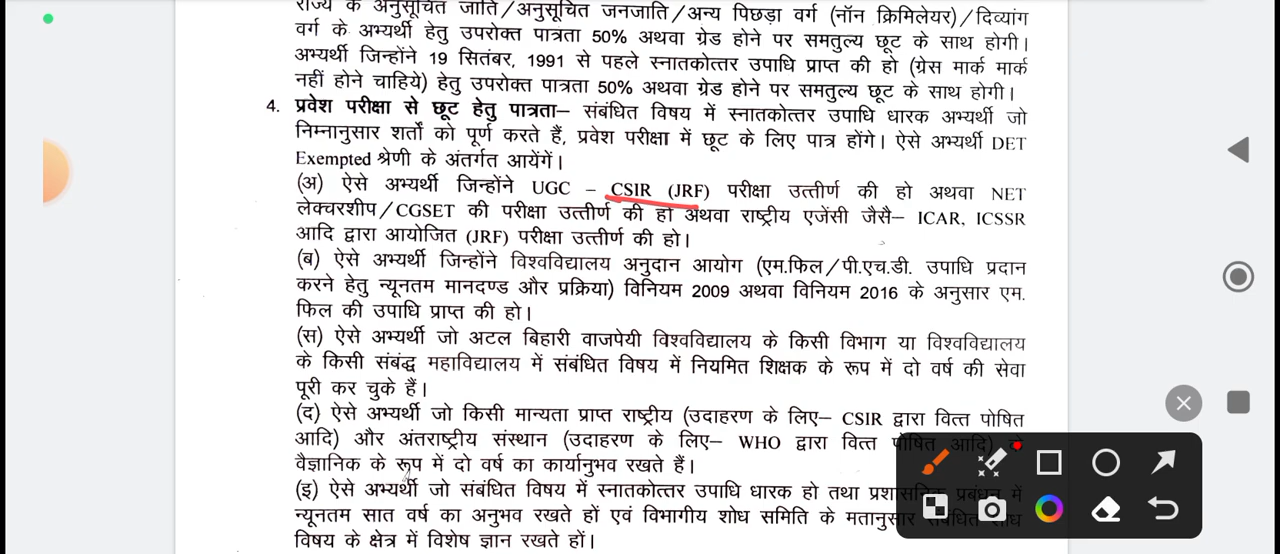 राज्य के अनुसूचित जाति/अनुसूचित जनजाति/अन्य पिछड़ा वर्ग (नॉन क्रिमिलेयर)/दिव्यांग
वर्ग के अभ्यर्थी हेतु उपरोक्त पात्रता 50% अथवा ग्रेड होने पर समतुल्य छूट के साथ होगी।
अभ्यर्थी जिन्होंने 19 सितंबर, 1991 से पहले स्नातकोत्तर उपाधि प्राप्त की हो (ग्रेस मार्क मार्क
नहीं होने चाहिये) हेतु उपरोक्त पात्रता 50% अथवा ग्रेड होने पर समतुल्य छूट के साथ होगी।
4. प्रवेश परीक्षा से छूट हेतु पात्रता– संबंधित विषय में स्नातकोत्तर उपाधि धारक अभ्यर्थी जो
निम्नानुसार शर्तो को पूर्ण करते हैं, प्रवेश परीक्षा में छूट के लिए पात्र होंगे। ऐसे अभ्यर्थी DET
Exempted श्रेणी के अंतर्गत आयेंगें।
(अ) ऐसे अभ्यर्थी जिन्होंने UGC – CSIR (JRF) परीक्षा उत्तीर्ण की हो अथवा NET
लेक्चरशीप/CGSET की परीक्षा उत्तीर्ण की हो अथवा राष्ट्रीय एजेंसी जैसै– ICAR, ICSSR
आदि द्वारा आयोजित (JRF) परीक्षा उत्तीर्ण की हो।
(ब) ऐसे अभ्यर्थी जिन्होंने विश्वविद्यालय अनुदान आयोग (एम.फिल/पी.एच.डी. उपाधि प्रदान
करने हेतु न्यूनतम मानदण्ड और प्रक्रिया) विनियम 2009 अथवा विनियम 2016 के अनुसार एम.
फिल की उपाधि प्राप्त की हो।
(स) ऐसे अभ्यर्थी जो अटल बिहारी वाजपेयी विश्वविद्यालय के किसी विभाग या विश्वविद्यालय
के किसी संबंद्ध महाविद्यालय में संबंधित विषय में नियमित शिक्षक के रूप में दो वर्ष की सेवा
पूरी कर चुके हैं।
(द) ऐसे अभ्यर्थी जो किसी मान्यता प्राप्त राष्ट्रीय (उदाहरण के लिए– CSIR द्वारा वित्त पोषित
आदि) और अंतराष्ट्रीय संस्थान (उदाहरण के लिए– WHO द्वारा वित्त पोषित आदि)
वैज्ञानिक के रूप में दो वर्ष का कार्यानुभव रखते हैं।
(इ) ऐसे अभ्यर्थी जो संबंधित विषय में स्नातकोत्तर उपाधि धारक हो तथा प्रशासनिक प्रबंधन में
न्यूनतम सात वर्ष का अनुभव रखते हों एवं विभागीय शोध समिति के मतानुसार संबंधित शोध
विषय के क्षेत्र में विशेष ज्ञान रखते हों।